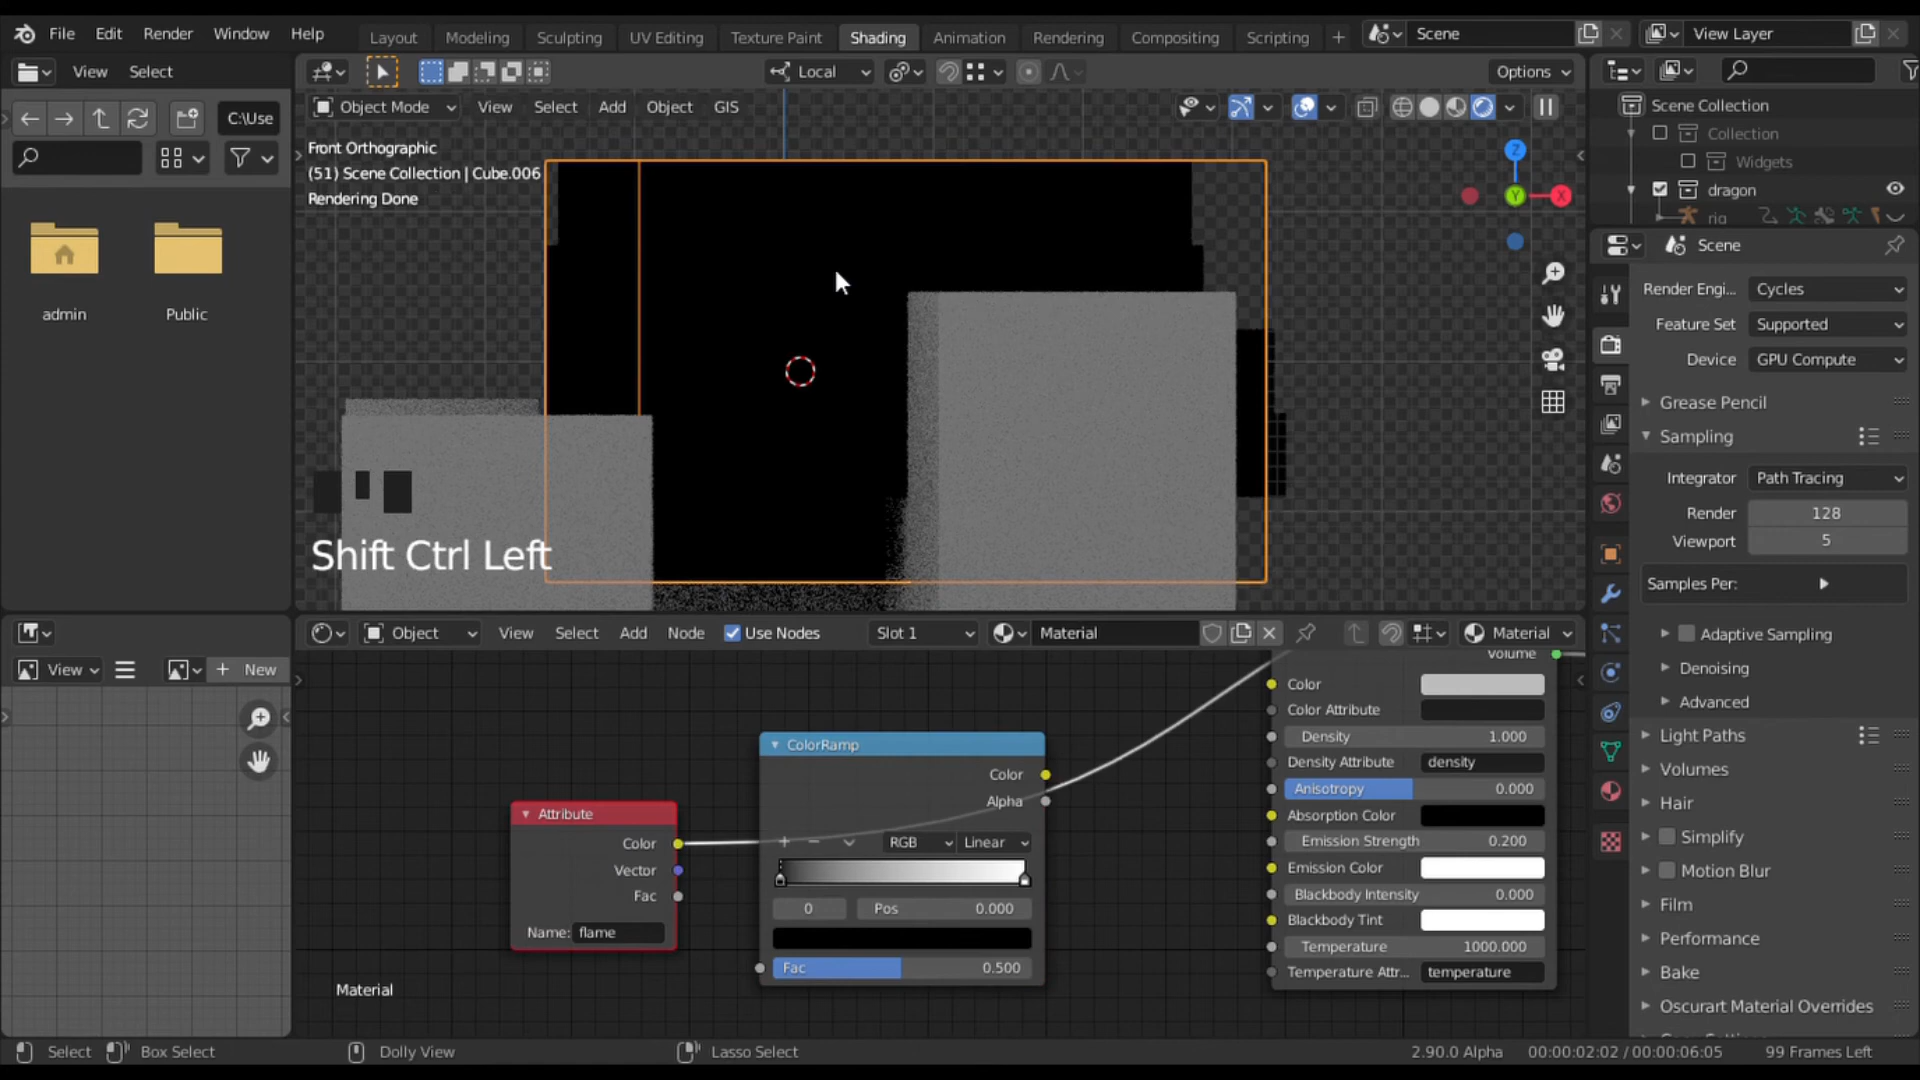 File Edit Render Window Help
Layout Modeling Sculpting UV Editing Texture Paint Shading Animation Rendering Compositing Scripting +
Scene
View Layer
View Select
Local
Options
Object Mode View Select Add Object GIS
C:\Use
Front Orthographic
(51) Scene Collection | Cube.006
Rendering Done
admin
Public
Shift Ctrl Left
Z
Y
X
Scene Collection
Collection
Widgets
dragon
rig
Scene
Render Engi... Cycles
Feature Set Supported
Device GPU Compute
Grease Pencil
Sampling
Integrator Path Tracing
Render 128
Viewport 5
Samples Per:
Adaptive Sampling
Denoising
Advanced
Light Paths
Volumes
Hair
Simplify
Motion Blur
Film
Performance
Bake
Oscurart Material Overrides
View
New
Object View Select Add Node Use Nodes Slot 1 Material Material
Attribute
Color
Vector
Fac
Name: flame
ColorRamp
Color
Alpha
RGB Linear
0 Pos 0.000
Fac 0.500
Volume
Color
Color Attribute
Density 1.000
Density Attribute density
Anisotropy 0.000
Absorption Color
Emission Strength 0.200
Emission Color
Blackbody Intensity 0.000
Blackbody Tint
Temperature 1000.000
Temperature Attr... temperature
Material
Select Box Select Dolly View Lasso Select
2.90.0 Alpha 00:00:02:02 / 00:00:06:05 99 Frames Left